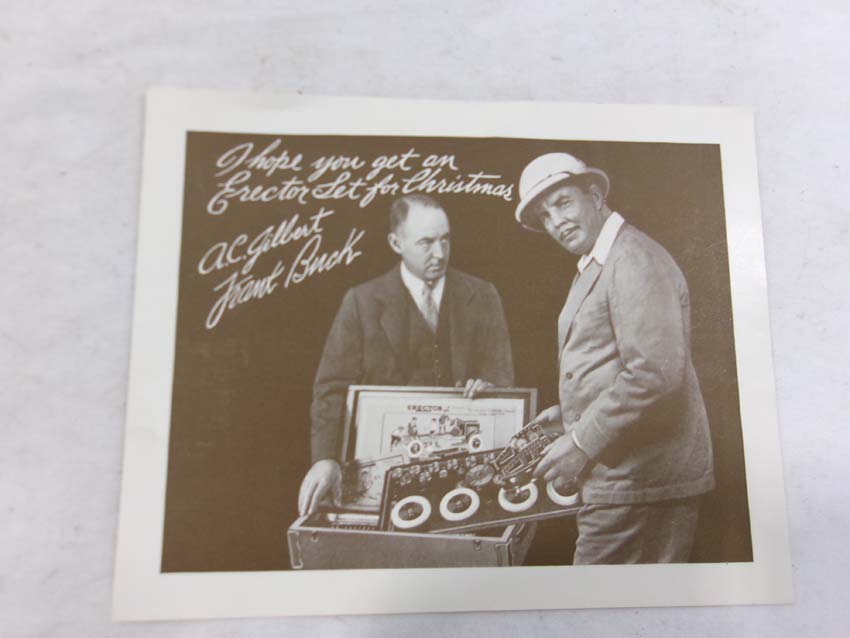 I hope you get an
Erector Set for Christmas
A.C. Gilbert
Frank Buck
ERECTOR